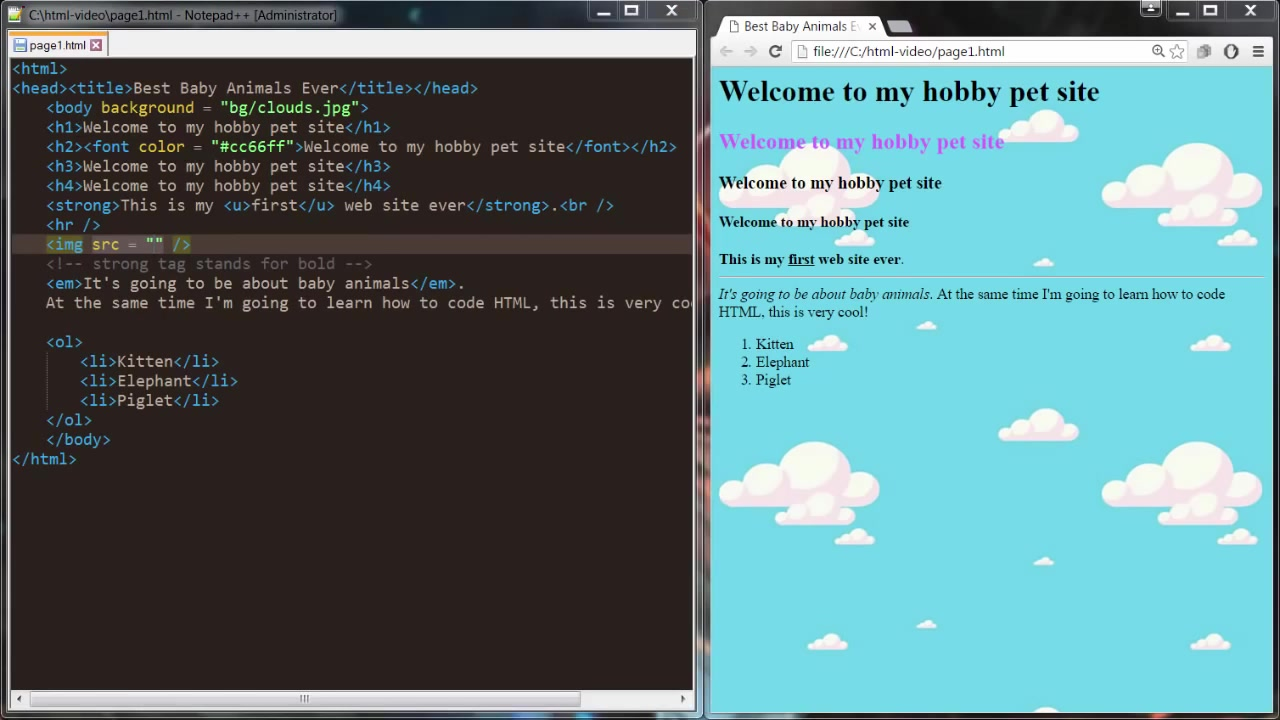 C:\html-video\page1.html - Notepad++ [Administrator]
page1.html
<html>
<head><title>Best Baby Animals Ever</title></head>
<body background = "bg/clouds.jpg">
<h1>Welcome to my hobby pet site</h1>
<h2><font color = "#cc66ff">Welcome to my hobby pet site</font></h2>
<h3>Welcome to my hobby pet site</h3>
<h4>Welcome to my hobby pet site</h4>
<strong>This is my <u>first</u> web site ever</strong>.<br />
<hr />
<img src = "" />
<!-- strong tag stands for bold -->
<em>It's going to be about baby animals</em>.
At the same time I'm going to learn how to code HTML, this is very co
<ol>
<li>Kitten</li>
<li>Elephant</li>
<li>Piglet</li>
</ol>
</body>
</html>
Best Baby Animals E
file:///C:/html-video/page1.html
Welcome to my hobby pet site
Welcome to my hobby pet site
Welcome to my hobby pet site
Welcome to my hobby pet site
This is my first web site ever.
It's going to be about baby animals. At the same time I'm going to learn how to code
HTML, this is very cool!
1. Kitten
2. Elephant
3. Piglet